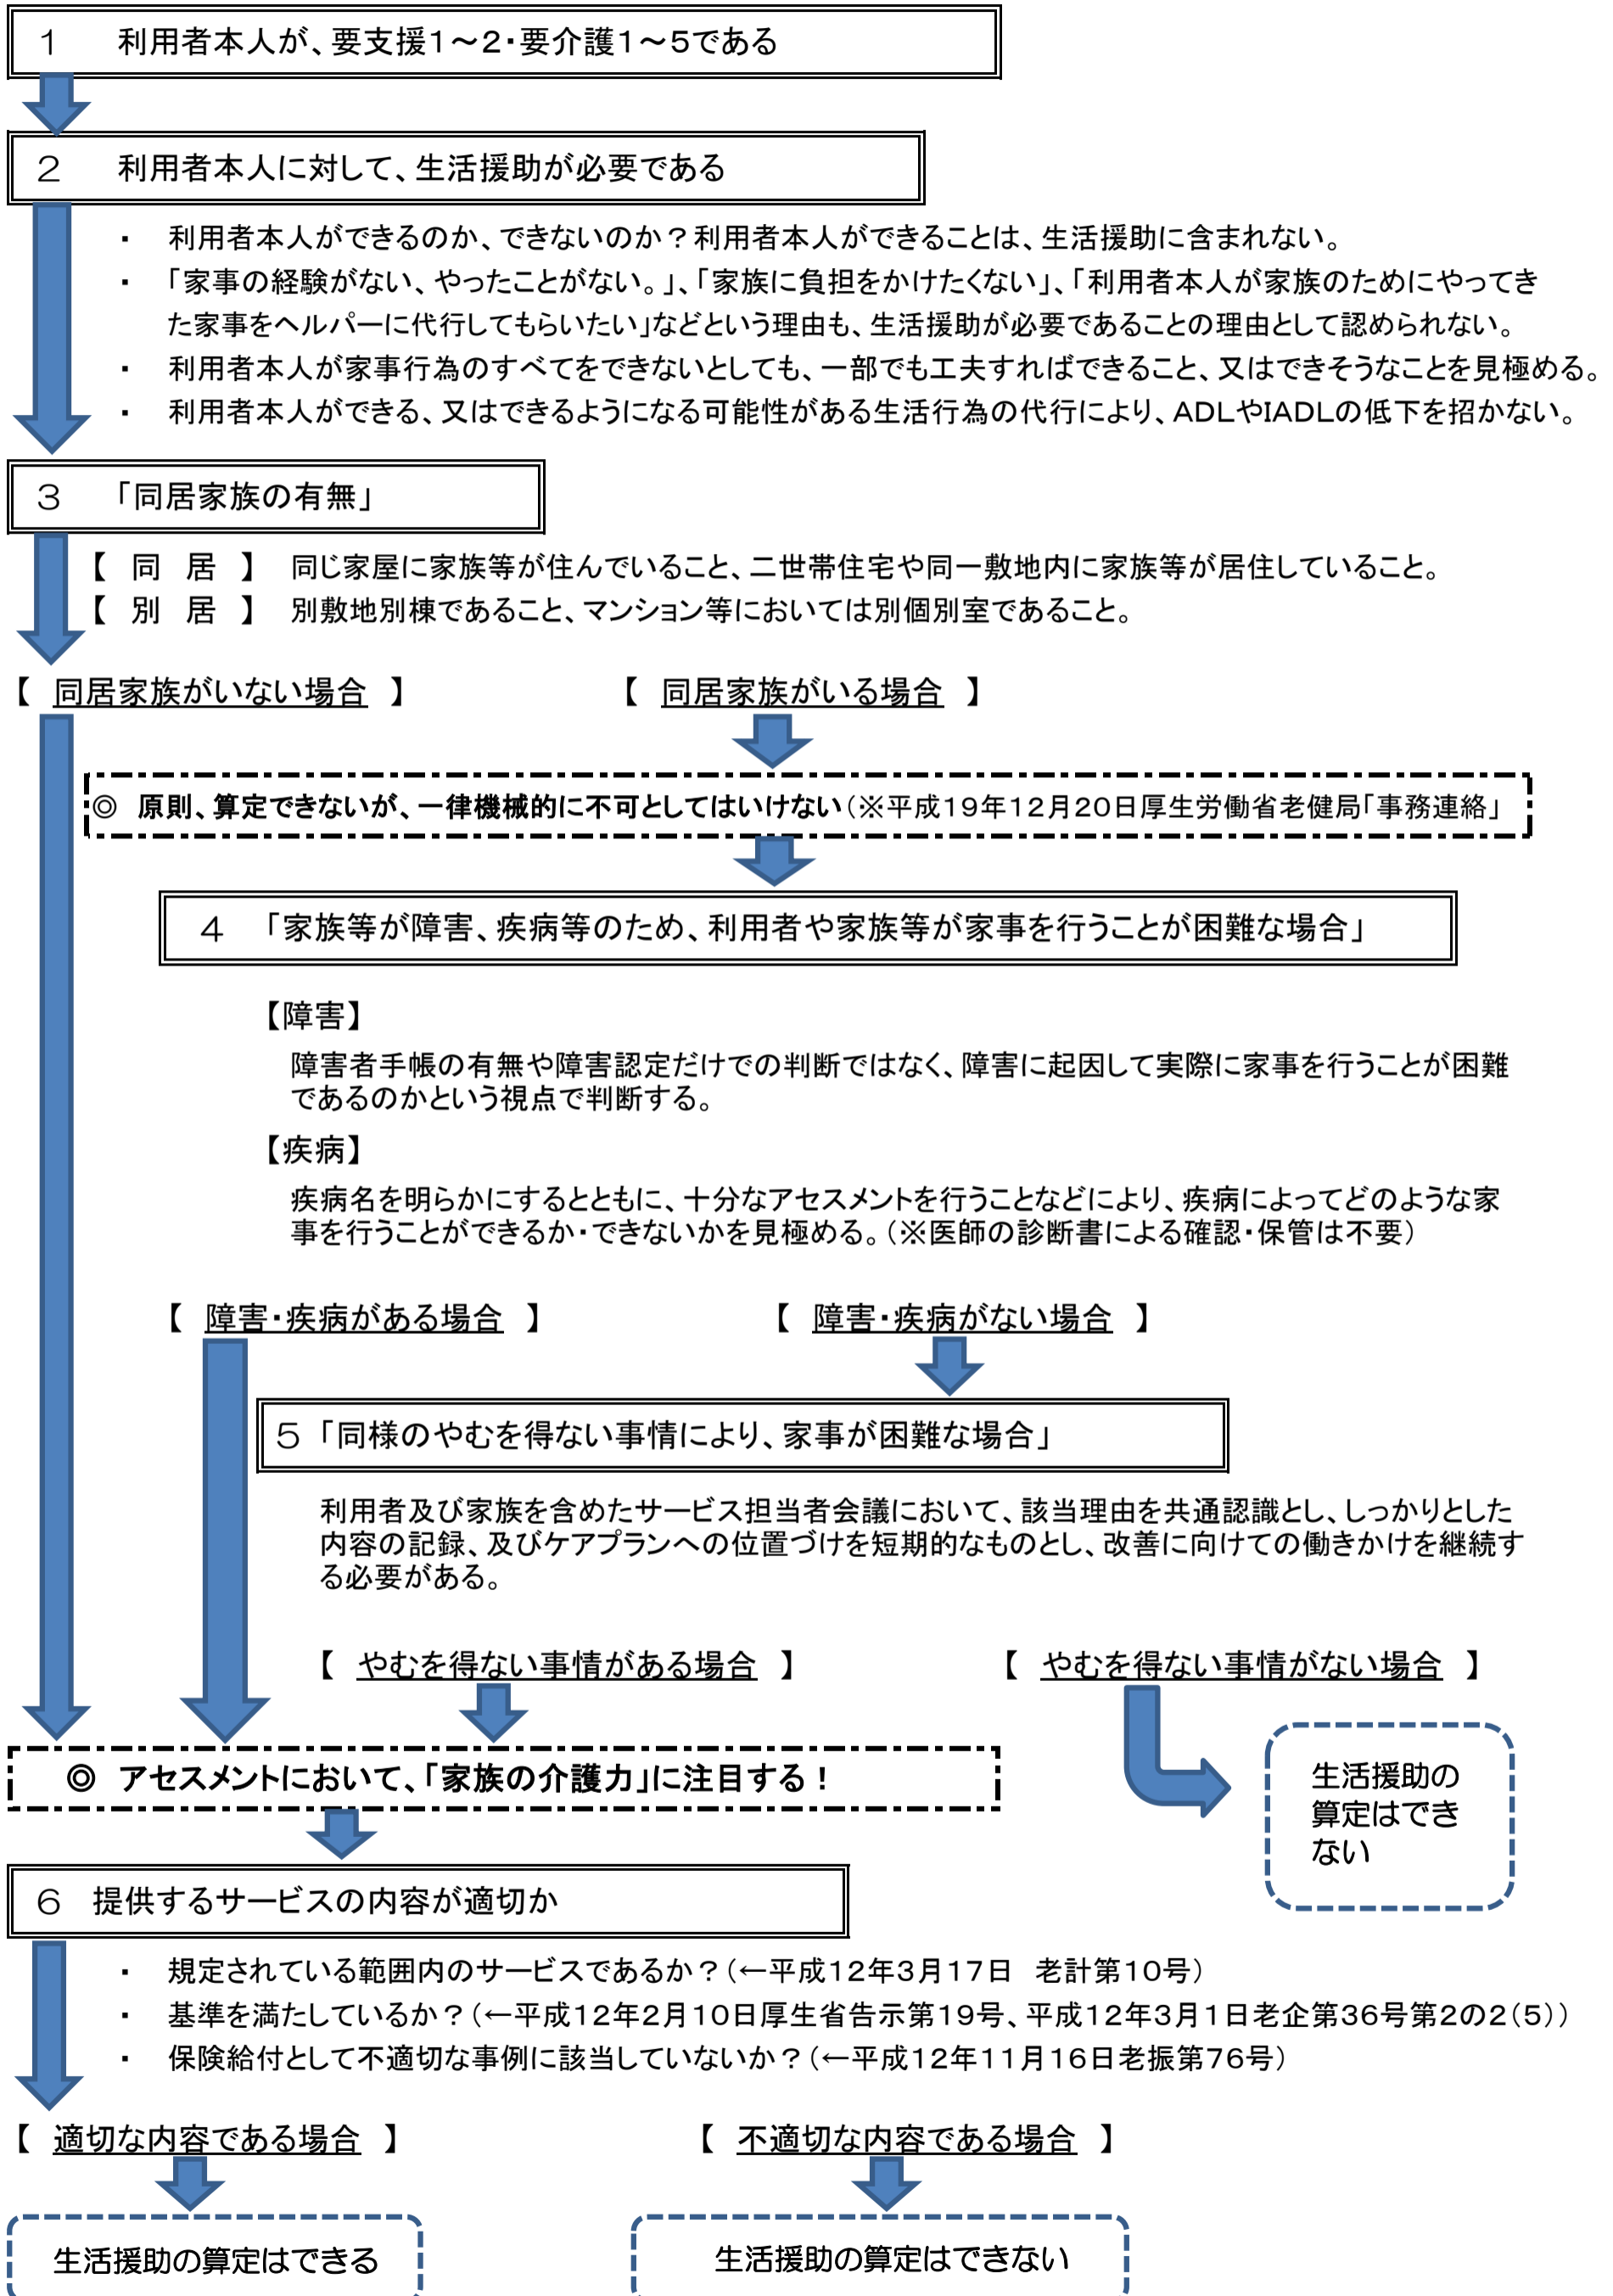 １　利用者本人が、要支援１～２・要介護１～５である
２　利用者本人に対して、生活援助が必要である
・　利用者本人ができるのか、できないのか？利用者本人ができることは、生活援助に含まれない。
・　「家事の経験がない、やったことがない。」、「家族に負担をかけたくない」、「利用者本人が家族のためにやってき
た家事をヘルパーに代行してもらいたい」などという理由も、生活援助が必要であることの理由として認められない。
・　利用者本人が家事行為のすべてをできないとしても、一部でも工夫すればできること、又はできそうなことを見極める。
・　利用者本人ができる、又はできるようになる可能性がある生活行為の代行により、ＡＤＬやＩＡＤＬの低下を招かない。
３　「同居家族の有無」
【　同　居　】　同じ家屋に家族等が住んでいること、二世帯住宅や同一敷地内に家族等が居住していること。
【　別　居　】　別敷地別棟であること、マンション等においては別個別室であること。
【　同居家族がいない場合　】　【　同居家族がいる場合　】
◎　原則、算定できないが、一律機械的に不可としてはいけない（※平成１９年１２月２０日厚生労働省老健局「事務連絡」
４　「家族等が障害、疾病等のため、利用者や家族等が家事を行うことが困難な場合」
【障害】
障害者手帳の有無や障害認定だけでの判断ではなく、障害に起因して実際に家事を行うことが困難
であるのかという視点で判断する。
【疾病】
疾病名を明らかにするとともに、十分なアセスメントを行うことなどにより、疾病によってどのような家
事を行うことができるか・できないかを見極める。（※医師の診断書による確認・保管は不要）
【　障害・疾病がある場合　】　【　障害・疾病がない場合　】
５　「同様のやむを得ない事情により、家事が困難な場合」
利用者及び家族を含めたサービス担当者会議において、該当理由を共通認識とし、しっかりとした
内容の記録、及びケアプランへの位置づけを短期的なものとし、改善に向けての働きかけを継続す
る必要がある。
【　やむを得ない事情がある場合　】　【　やむを得ない事情がない場合　】
◎　アセスメントにおいて、「家族の介護力」に注目する！
生活援助の
算定はでき
ない
６　提供するサービスの内容が適切か
・　規定されている範囲内のサービスであるか？（←平成１２年３月１７日　老計第１０号）
・　基準を満たしているか？（←平成１２年２月１０日厚生省告示第１９号、平成１２年３月１日老企第３６号第２の２（５））
・　保険給付として不適切な事例に該当していないか？（←平成１２年１１月１６日老振第７６号）
【　適切な内容である場合　】　【　不適切な内容である場合　】
生活援助の算定はできる　生活援助の算定はできない